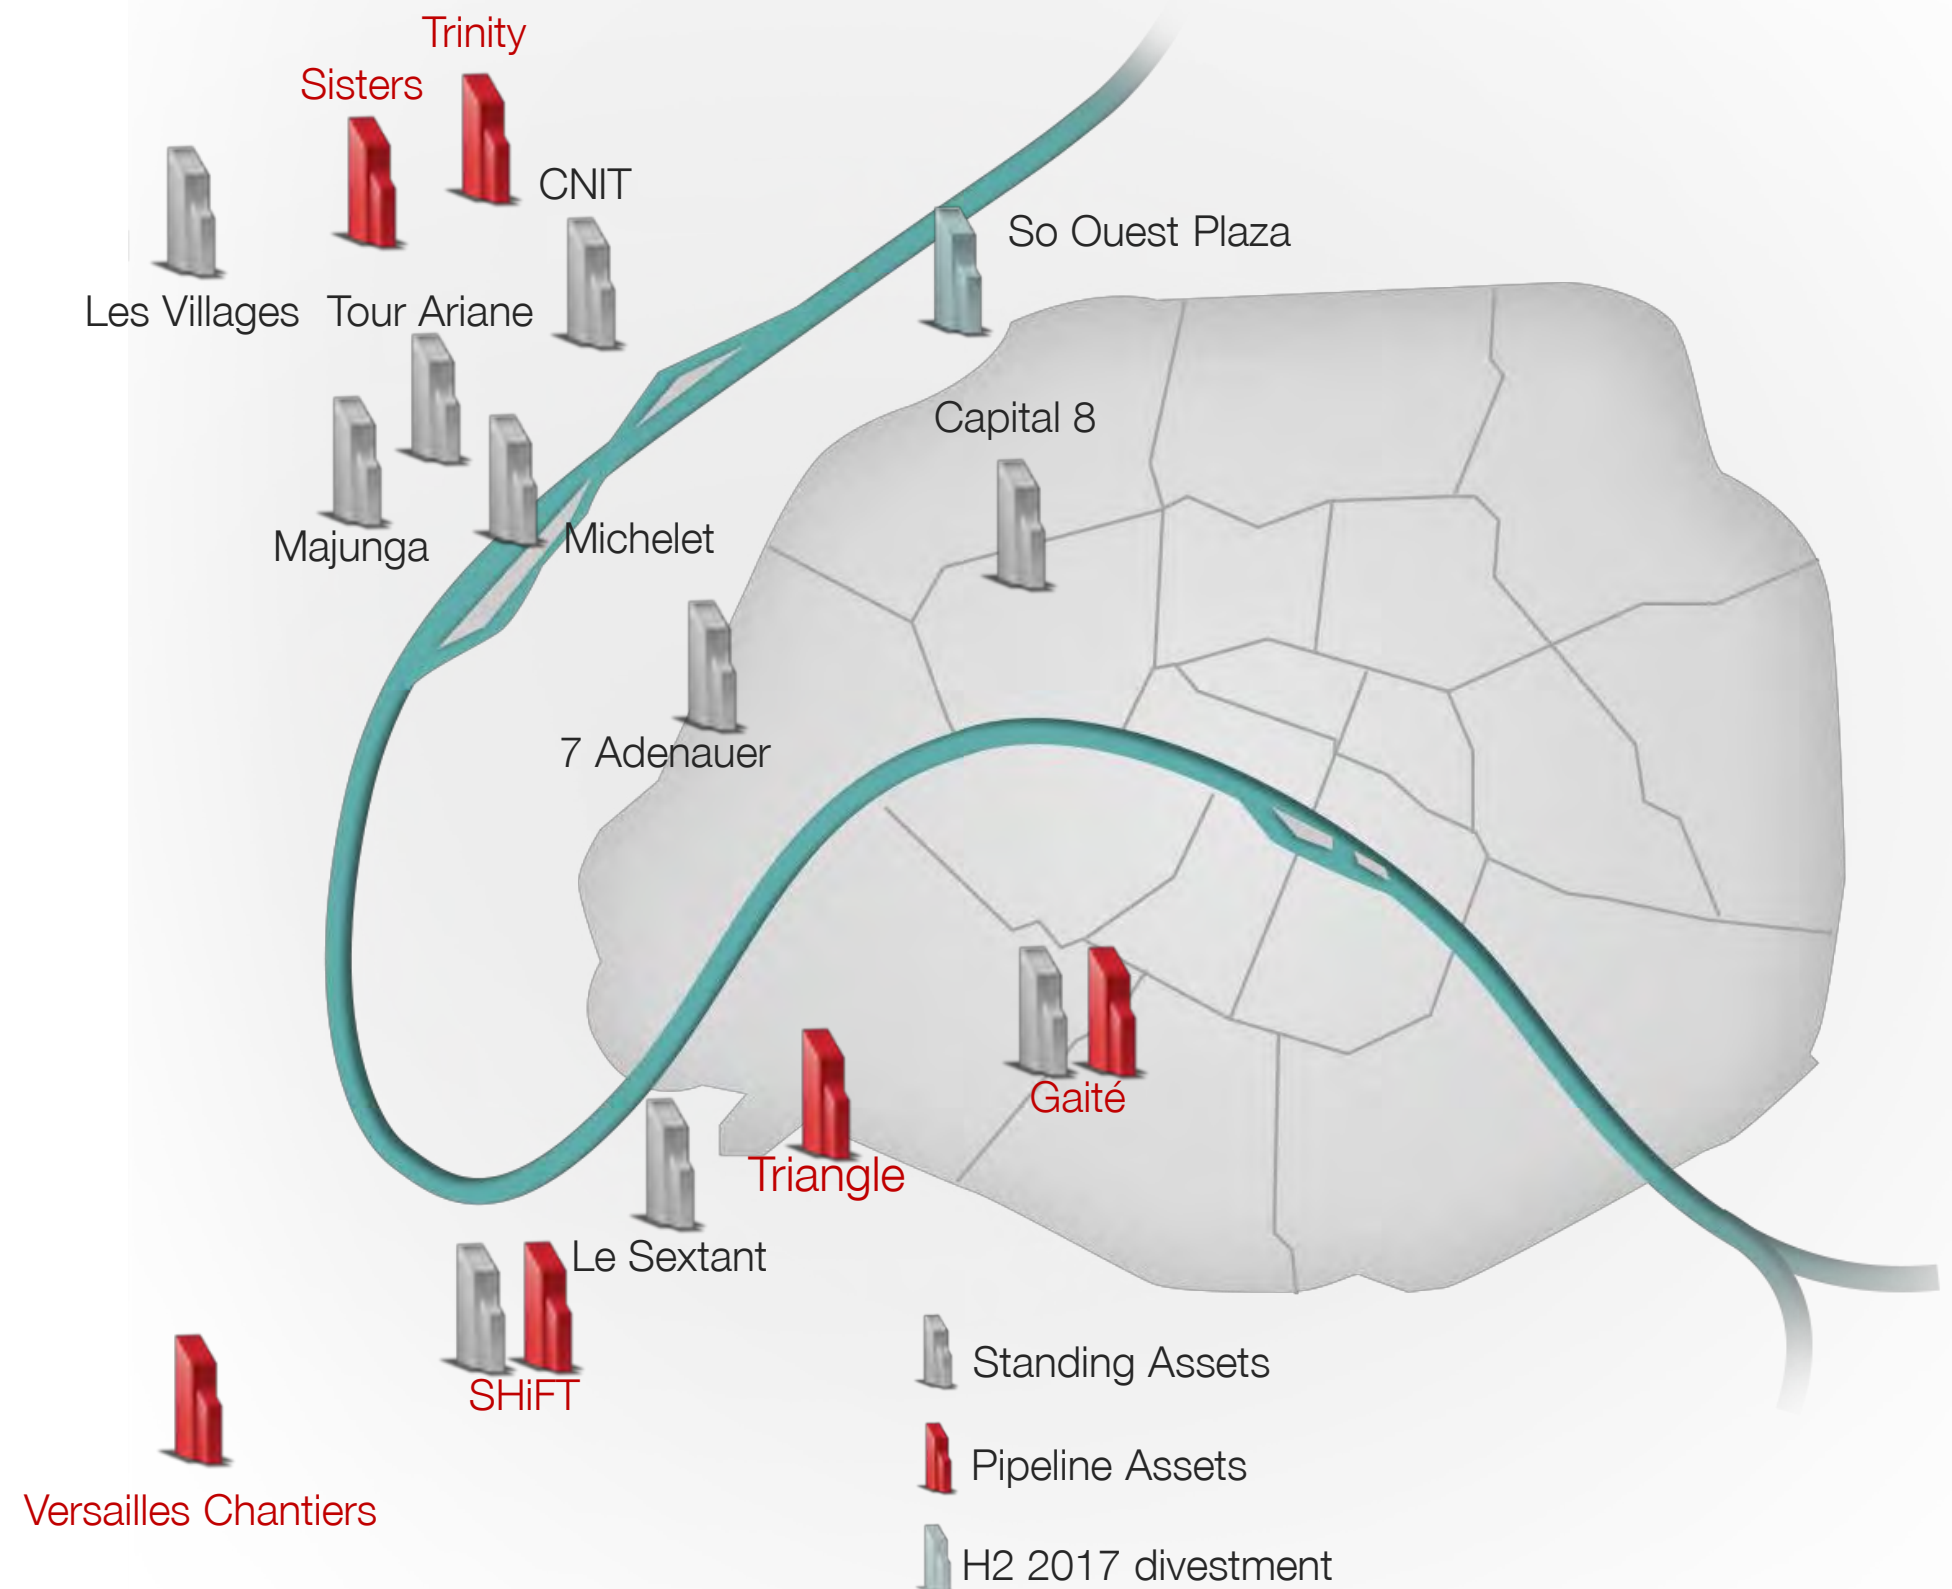 Trinity
Sisters
CNIT
So Ouest Plaza
Les Villages
Tour Ariane
Capital 8
Majunga
Michelet
7 Adenauer
Gaité
Triangle
Le Sextant
SHiFT
Versailles Chantiers
Standing Assets
Pipeline Assets
H2 2017 divestment